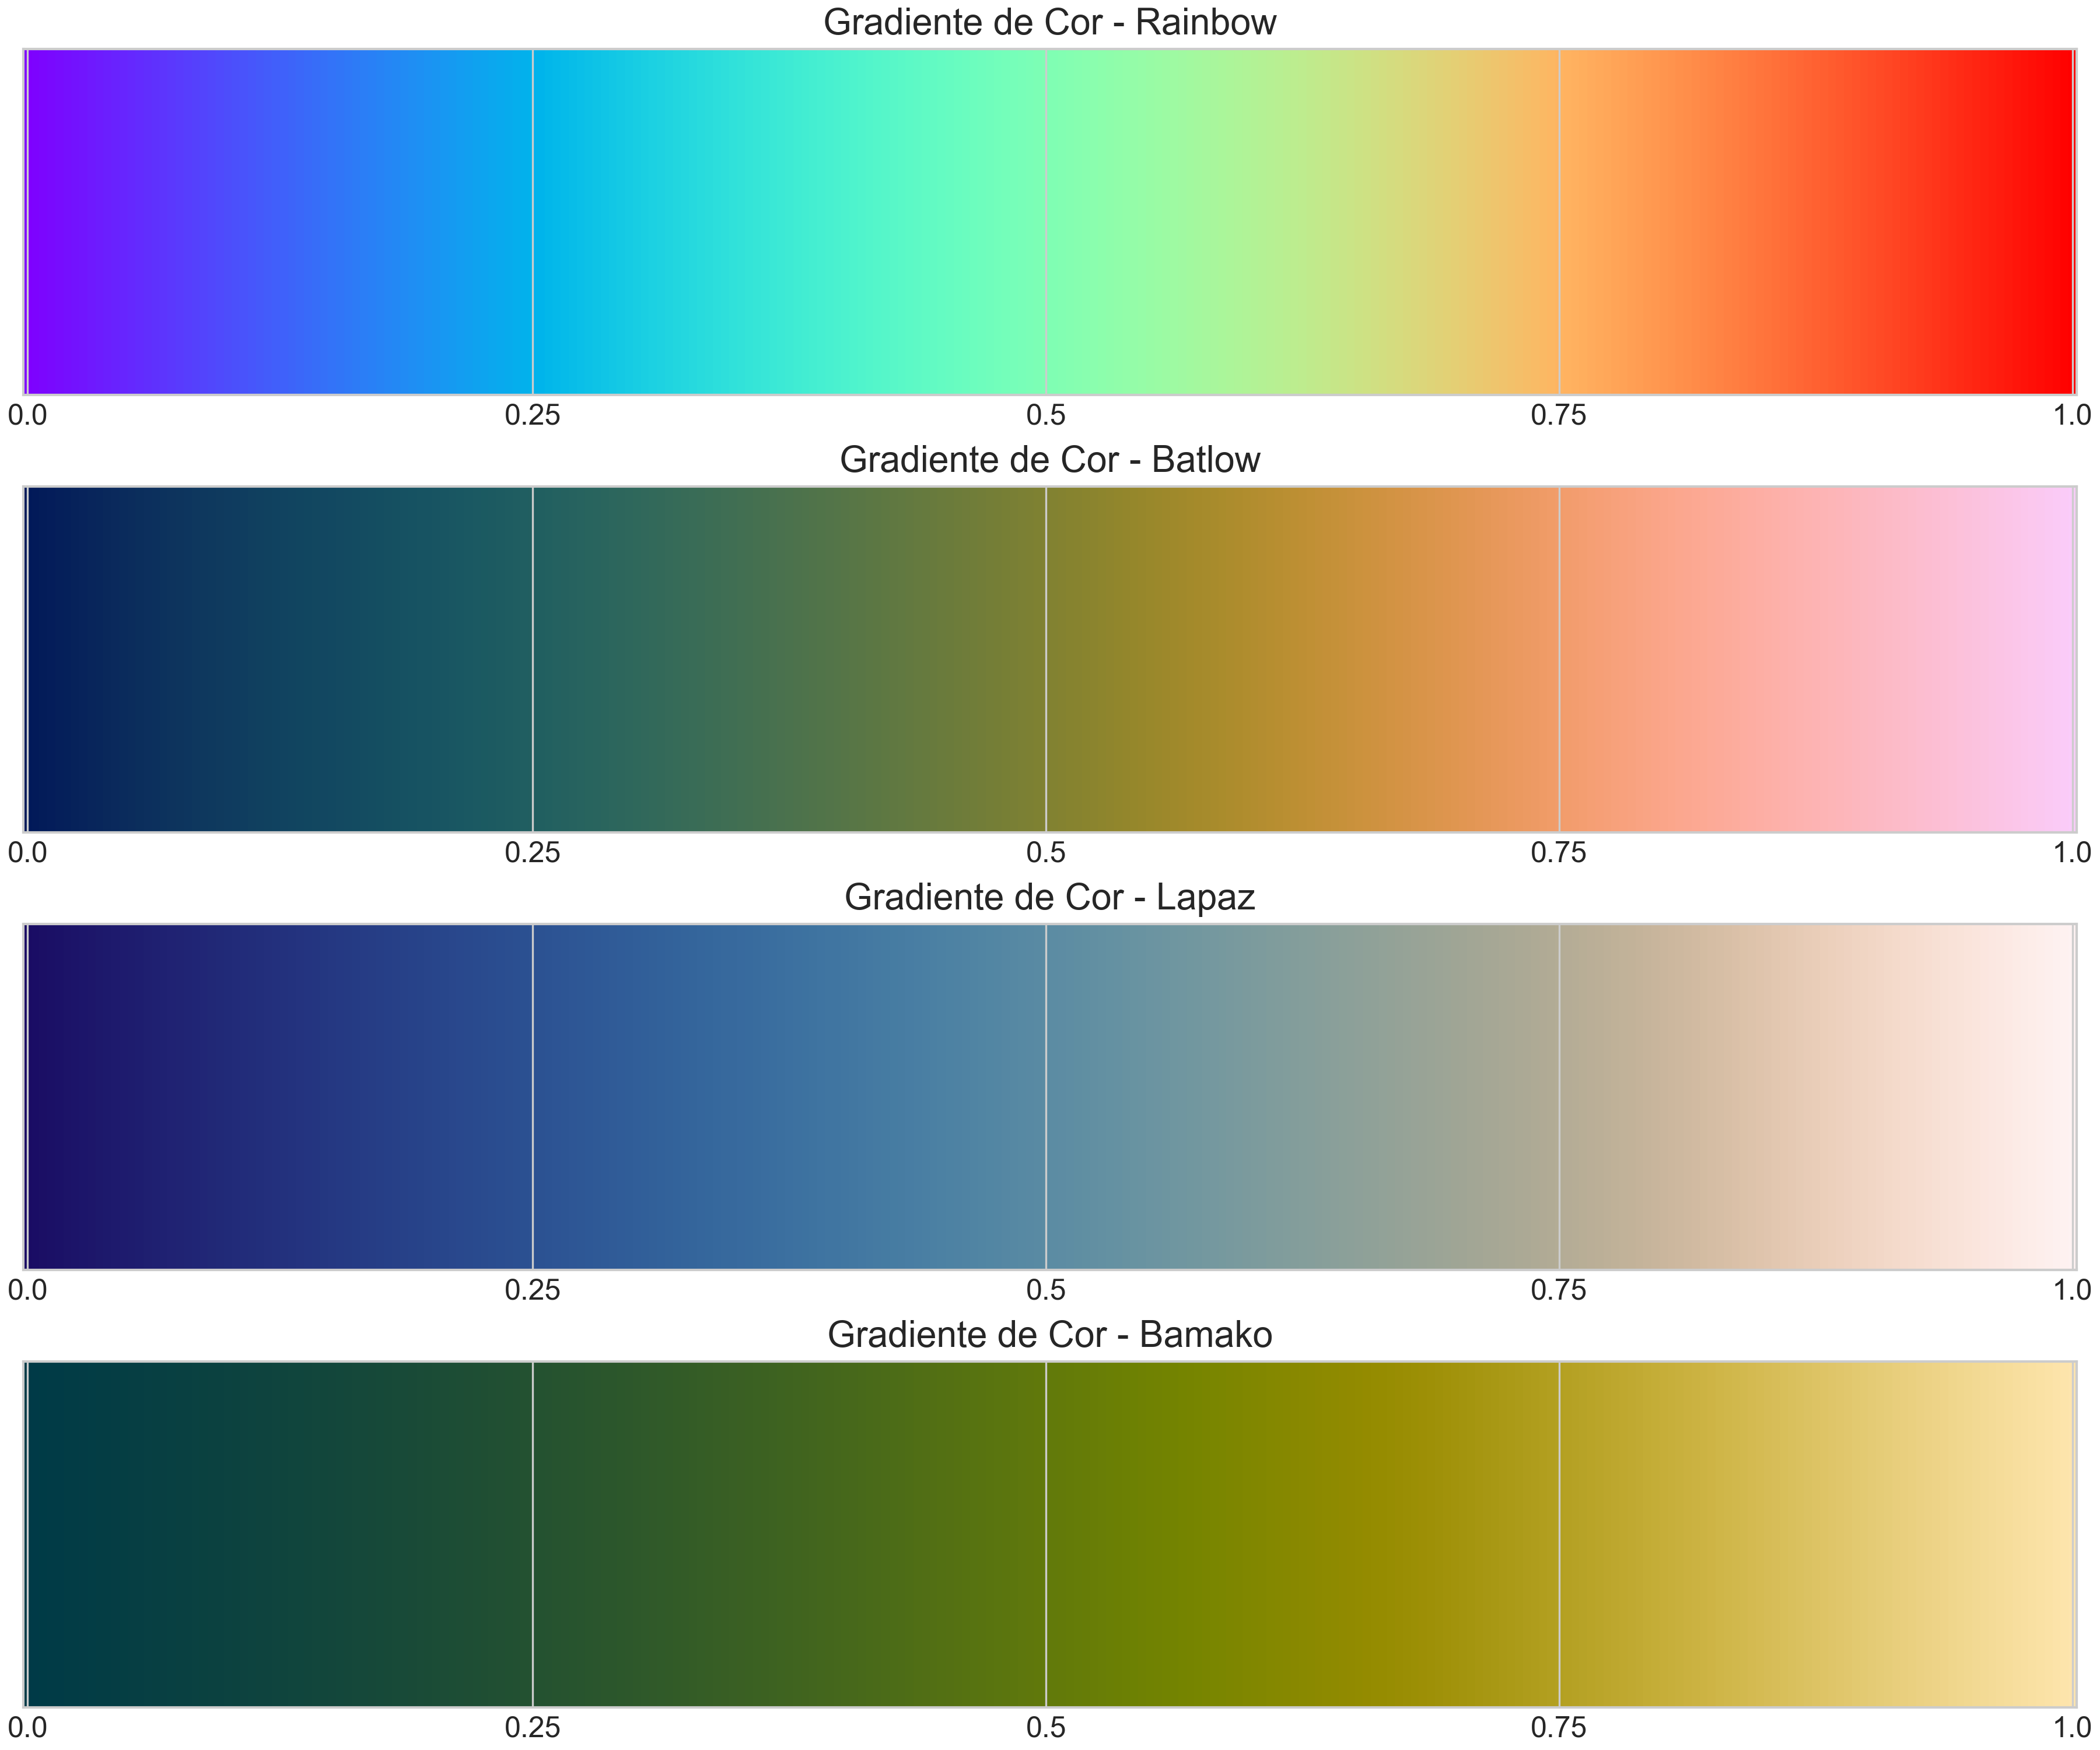 Gradiente de Cor - Rainbow
0.0 0.25 0.5 0.75 1.0
Gradiente de Cor - Batlow
0.0 0.25 0.5 0.75 1.0
Gradiente de Cor - Lapaz
0.0 0.25 0.5 0.75 1.0
Gradiente de Cor - Bamako
0.0 0.25 0.5 0.75 1.0